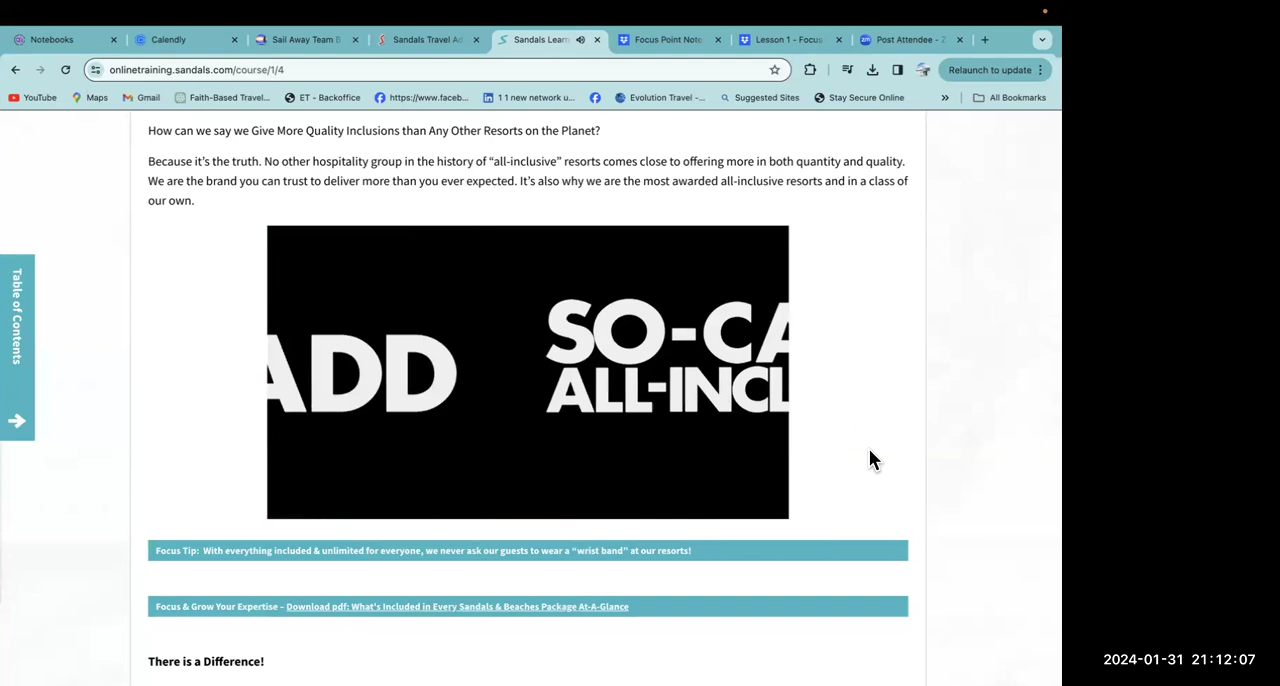 Notebooks
Calendly
Sail Away Team B
Sandals Travel Ad
Sandals Learn
Focus Point Note
Lesson 1 - Focus
Post Attendee - Z
onlinetraining.sandals.com/course/1/4
Relaunch to update
YouTube
Maps
Gmail
Faith-Based Travel...
ET - Backoffice
https://www.faceb...
1 1 new network u...
Evolution Travel -...
Suggested Sites
Stay Secure Online
»
All Bookmarks
How can we say we Give More Quality Inclusions than Any Other Resorts on the Planet?
Because it’s the truth. No other hospitality group in the history of “all-inclusive” resorts comes close to offering more in both quantity and quality.
We are the brand you can trust to deliver more than you ever expected. It’s also why we are the most awarded all-inclusive resorts and in a class of
our own.
Table of Contents
ADD
SO-CA
ALL-INCL
Focus Tip: With everything included & unlimited for everyone, we never ask our guests to wear a “wrist band” at our resorts!
Focus & Grow Your Expertise – Download pdf: What's Included in Every Sandals & Beaches Package At-A-Glance
There is a Difference!
2024-01-31 21:12:07